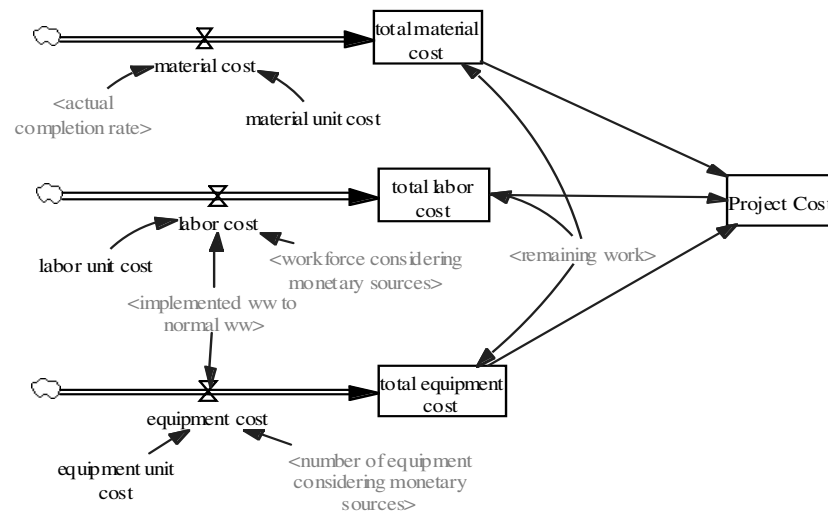 total material
cost
material cost
<actual
completion rate>
material unit cost
total labor
cost
Project Cost
labor cost
labor unit cost
<workforce considering
monetary sources>
<remaining work>
<implemented ww to
normal ww>
total equipment
cost
equipment cost
equipment unit
cost
<number of equipment
considering monetary
sources>